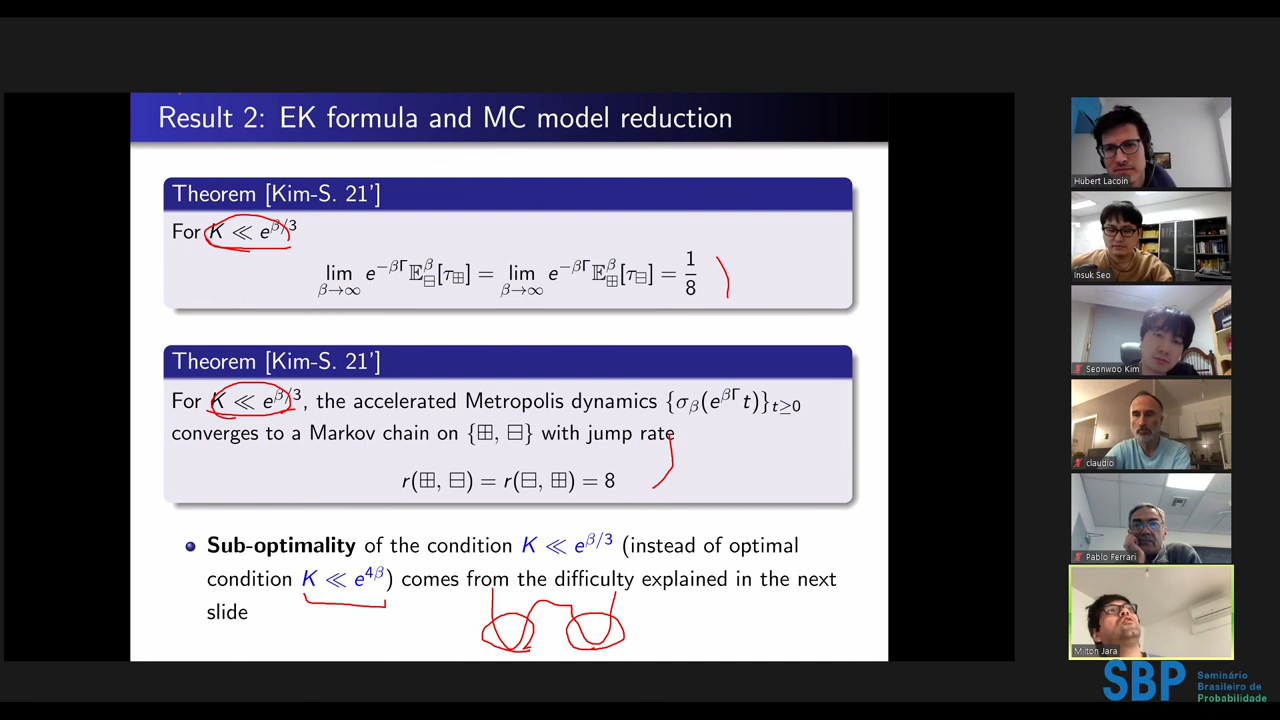 Result 2: EK formula and MC model reduction
Theorem [Kim-S. 21']
For K ≪ e^{β/3}
lim_{β→∞} e^{−βΓ} 𝔼^β_⊟[τ_⊞] = lim_{β→∞} e^{−βΓ} 𝔼^β_⊞[τ_⊟] = 1/8
Theorem [Kim-S. 21']
For K ≪ e^{β/3}, the accelerated Metropolis dynamics {σ_β(e^{βΓ}t)}_{t≥0}
converges to a Markov chain on {⊞, ⊟} with jump rate
r(⊞, ⊟) = r(⊟, ⊞) = 8
Sub-optimality of the condition K ≪ e^{β/3} (instead of optimal
condition K ≪ e^{4β}) comes from the difficulty explained in the next
slide
Hubert Lacoin
Insuk Seo
Seonwoo Kim
claudio
Pablo Ferrari
Milton Jara
SBP
Seminário
Brasileiro de
Probabilidade